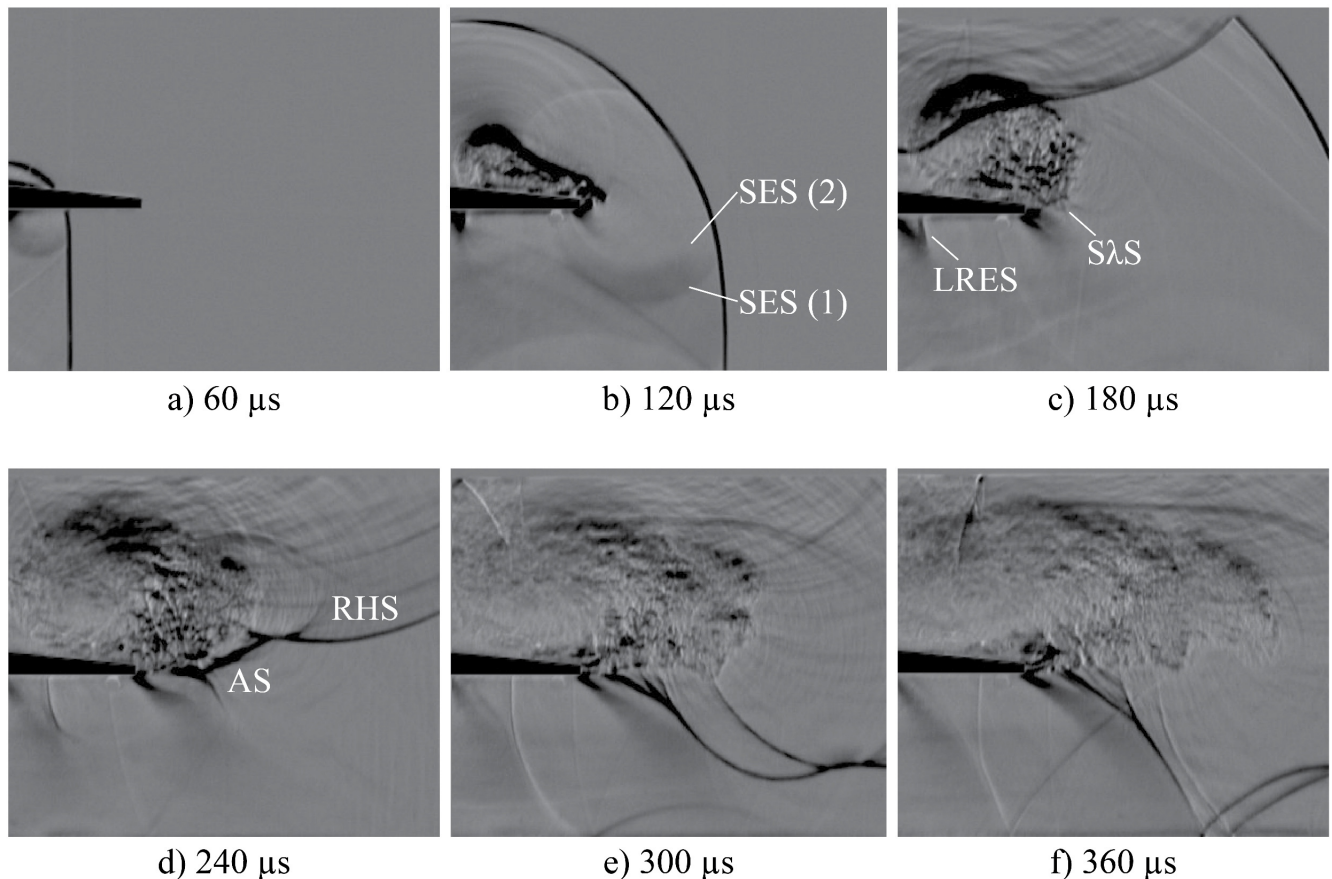 SES (2)
SES (1)
LRES
SλS
a) 60 µs
b) 120 µs
c) 180 µs
RHS
AS
d) 240 µs
e) 300 µs
f) 360 µs